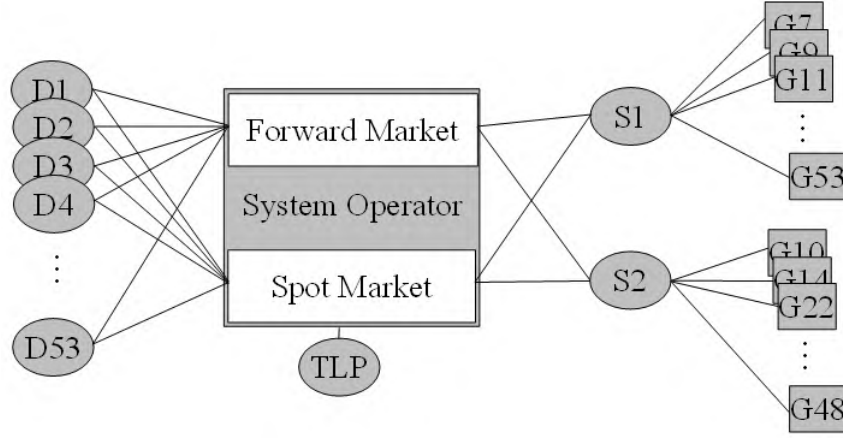 D1
D2
D3
D4
⋮
D53
Forward Market
System Operator
Spot Market
TLP
S1
S2
G7
G9
G11
⋮
G53
G10
G14
G22
⋮
G48